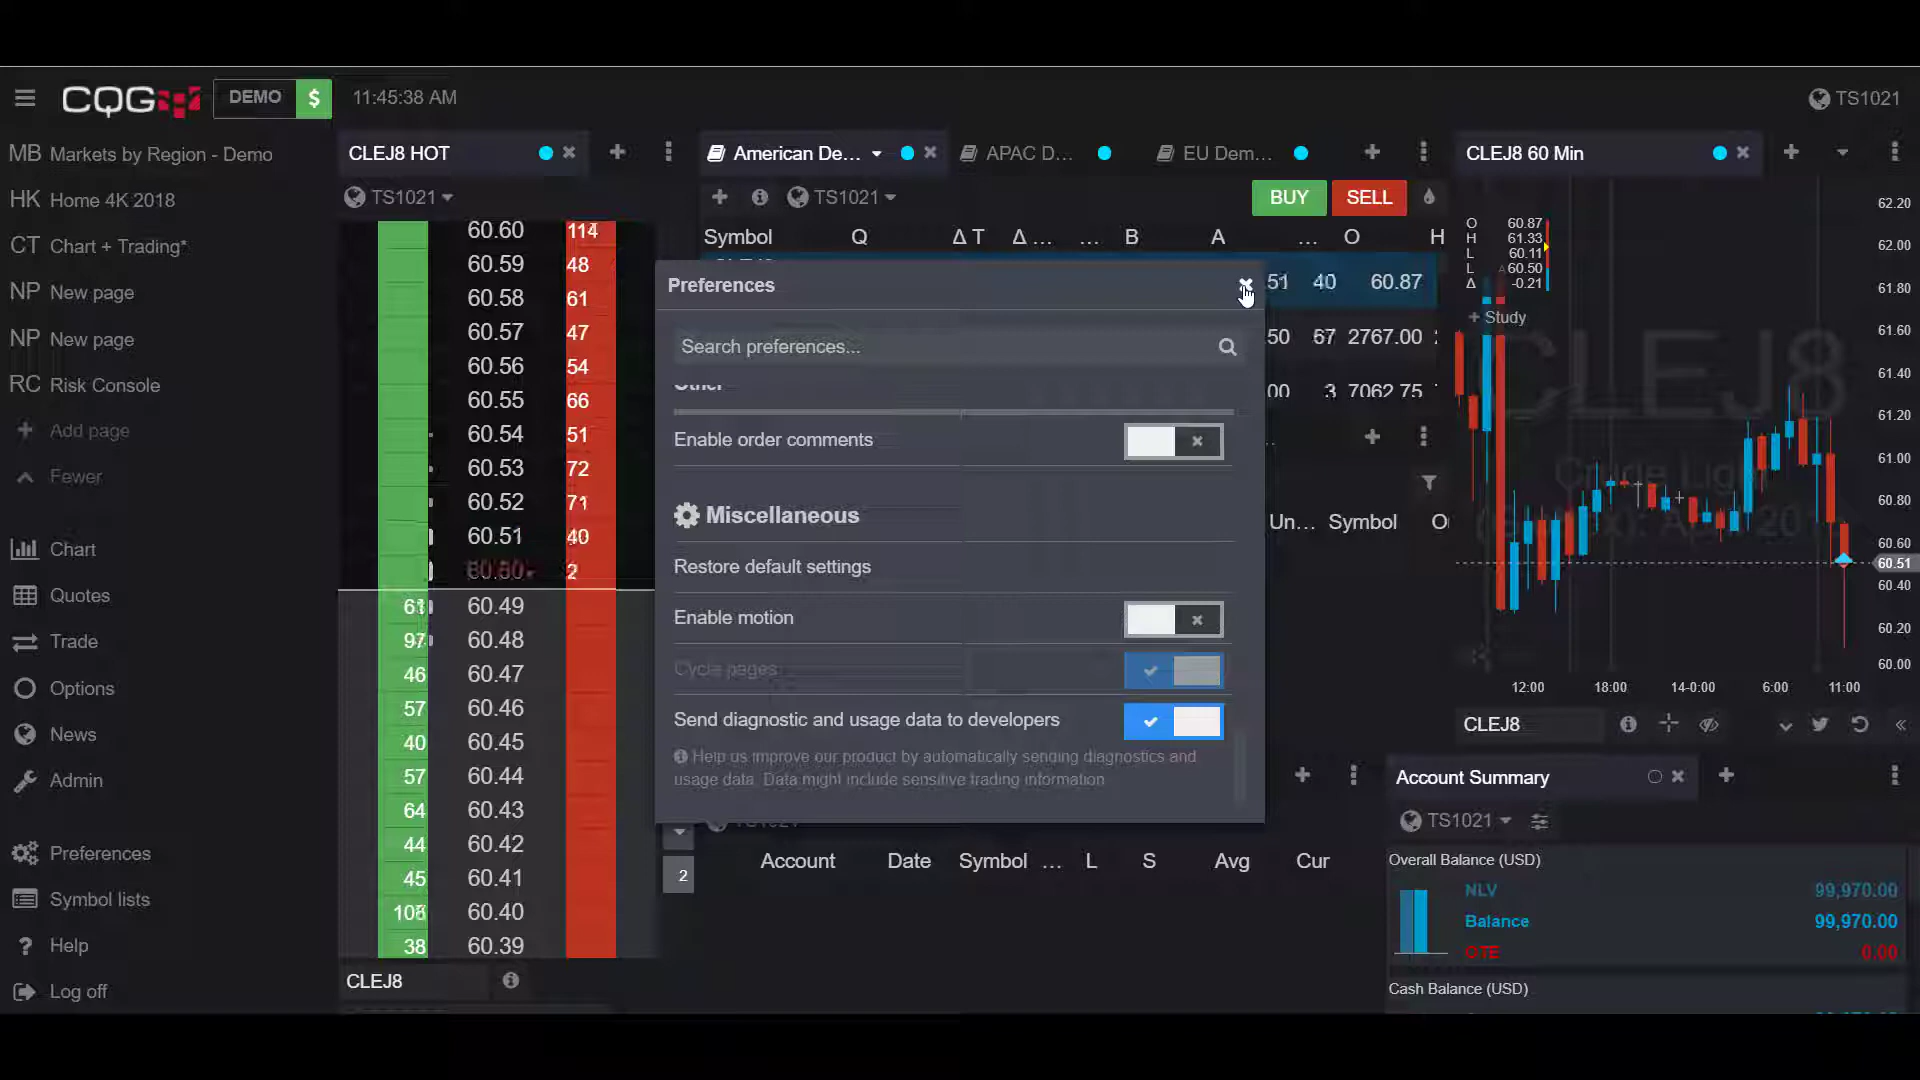 CQG DEMO $ 11:45:38 AM TS1021
MB Markets by Region - Demo
HK Home 4K 2018
CT Chart + Trading*
NP New page
NP New page
RC Risk Console
+ Add page
Fewer
Chart
Quotes
Trade
Options
News
Admin
Preferences
Symbol lists
? Help
Log off
CLEJ8 HOT
TS1021
60.60 114
60.59 48
60.58 61
60.57 47
60.56 54
60.55 66
60.54 51
60.53 72
60.52 71
60.51 40
2
60.49
97 60.48
46 60.47
57 60.46
40 60.45
57 60.44
64 60.43
44 60.42
45 60.41
60.40
38 60.39
CLEJ8
American De... APAC D... EU Dem...
TS1021 BUY SELL
Symbol Q Δ T Δ ... ... B A ... O H
.51 40 60.87
.50 67 2767.00
.00 3 7062.75
Un... Symbol
Preferences
Search preferences...
Other
Enable order comments
Miscellaneous
Restore default settings
Enable motion
Cycle pages
Send diagnostic and usage data to developers
Help us improve our product by automatically sending diagnostics and
usage data. Data might include sensitive trading information
TS1021
Account Date Symbol ... L S Avg Cur
2
CLEJ8 60 Min
O 60.87
H 61.33
L 60.11
L 60.50
Δ -0.21
+ Study
CLEJ8
Crude Light
62.20
62.00
61.80
61.60
61.40
61.20
61.00
60.80
60.60
60.51
60.40
60.20
60.00
12:00 18:00 14-0:00 6:00 11:00
CLEJ8
Account Summary
TS1021
Overall Balance (USD)
NLV 99,970.00
Balance 99,970.00
OTE 0.00
Cash Balance (USD)